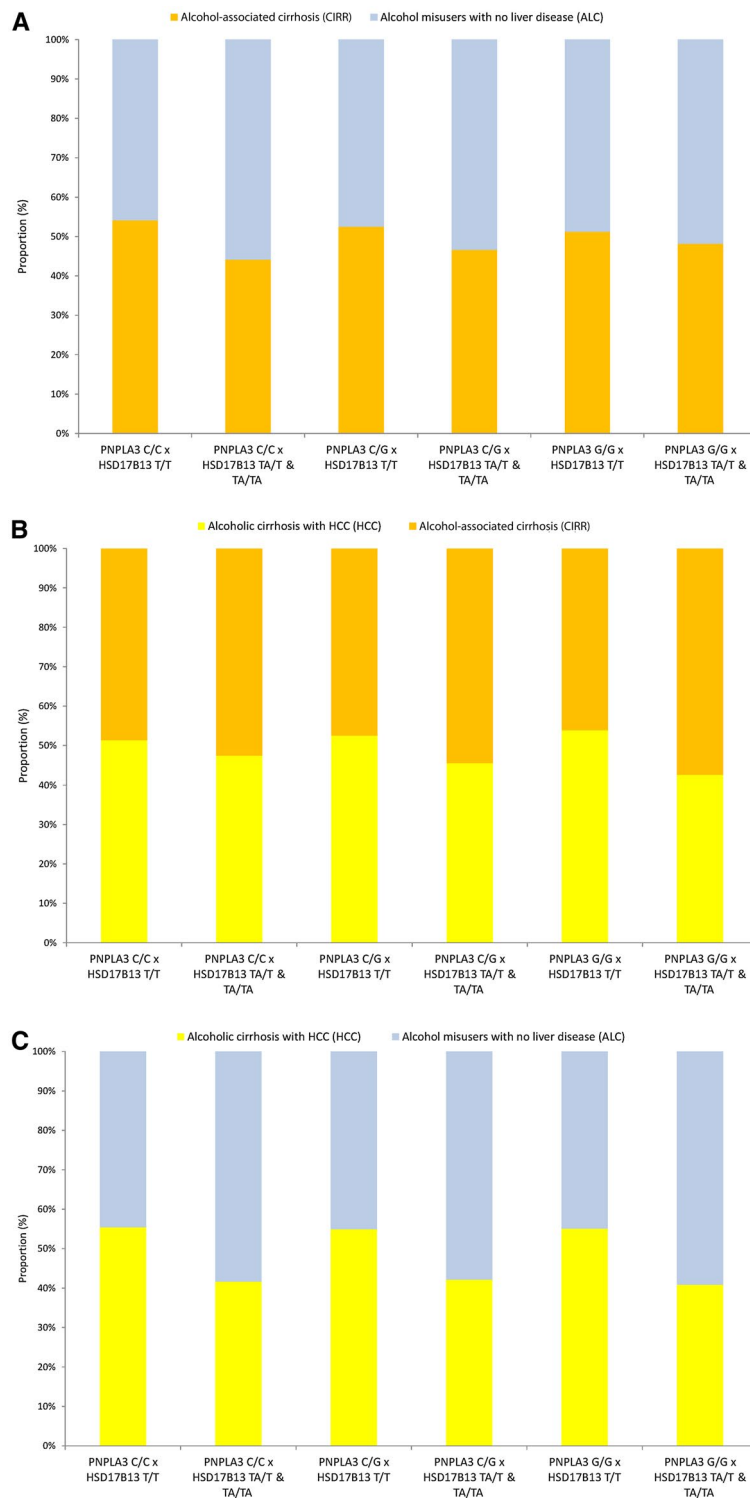 A
Alcohol-associated cirrhosis (CIRR) Alcohol misusers with no liver disease (ALC)
100%
90%
80%
70%
60%
50%
40%
30%
20%
10%
0%
Proportion (%)
PNPLA3 C/C x
HSD17B13 T/T
PNPLA3 C/C x
HSD17B13 TA/T &
TA/TA
PNPLA3 C/G x
HSD17B13 T/T
PNPLA3 C/G x
HSD17B13 TA/T &
TA/TA
PNPLA3 G/G x
HSD17B13 T/T
PNPLA3 G/G x
HSD17B13 TA/T &
TA/TA
B
Alcoholic cirrhosis with HCC (HCC) Alcohol-associated cirrhosis (CIRR)
100%
90%
80%
70%
60%
50%
40%
30%
20%
10%
0%
Proportion (%)
PNPLA3 C/C x
HSD17B13 T/T
PNPLA3 C/C x
HSD17B13 TA/T &
TA/TA
PNPLA3 C/G x
HSD17B13 T/T
PNPLA3 C/G x
HSD17B13 TA/T &
TA/TA
PNPLA3 G/G x
HSD17B13 T/T
PNPLA3 G/G x
HSD17B13 TA/T &
TA/TA
C
Alcoholic cirrhosis with HCC (HCC) Alcohol misusers with no liver disease (ALC)
100%
90%
80%
70%
60%
50%
40%
30%
20%
10%
0%
Proportion (%)
PNPLA3 C/C x
HSD17B13 T/T
PNPLA3 C/C x
HSD17B13 TA/T &
TA/TA
PNPLA3 C/G x
HSD17B13 T/T
PNPLA3 C/G x
HSD17B13 TA/T &
TA/TA
PNPLA3 G/G x
HSD17B13 T/T
PNPLA3 G/G x
HSD17B13 TA/T &
TA/TA